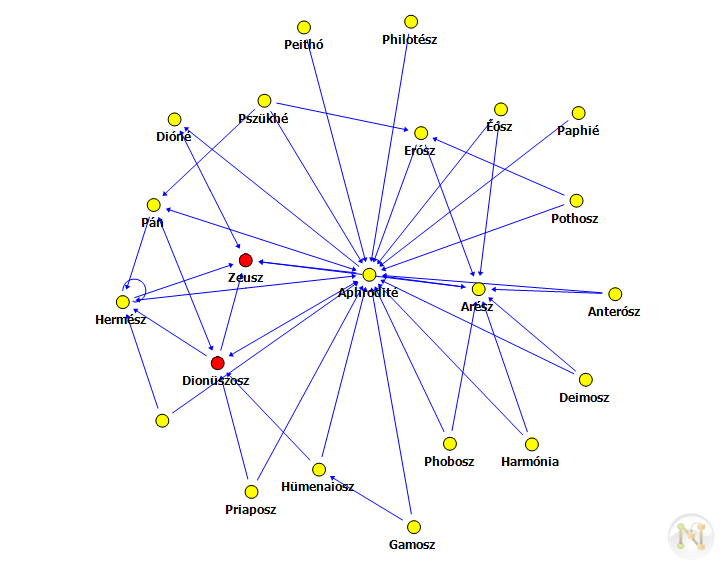 Peithó
Philótész
Pszükhé
Dióné
Erósz
Éósz
Paphié
Pán
Pothosz
Zeusz
Aphrodité
Arész
Anterósz
Hermész
Dionüszosz
Deimosz
Phobosz
Harmónia
Hümenaiosz
Priaposz
Gamosz